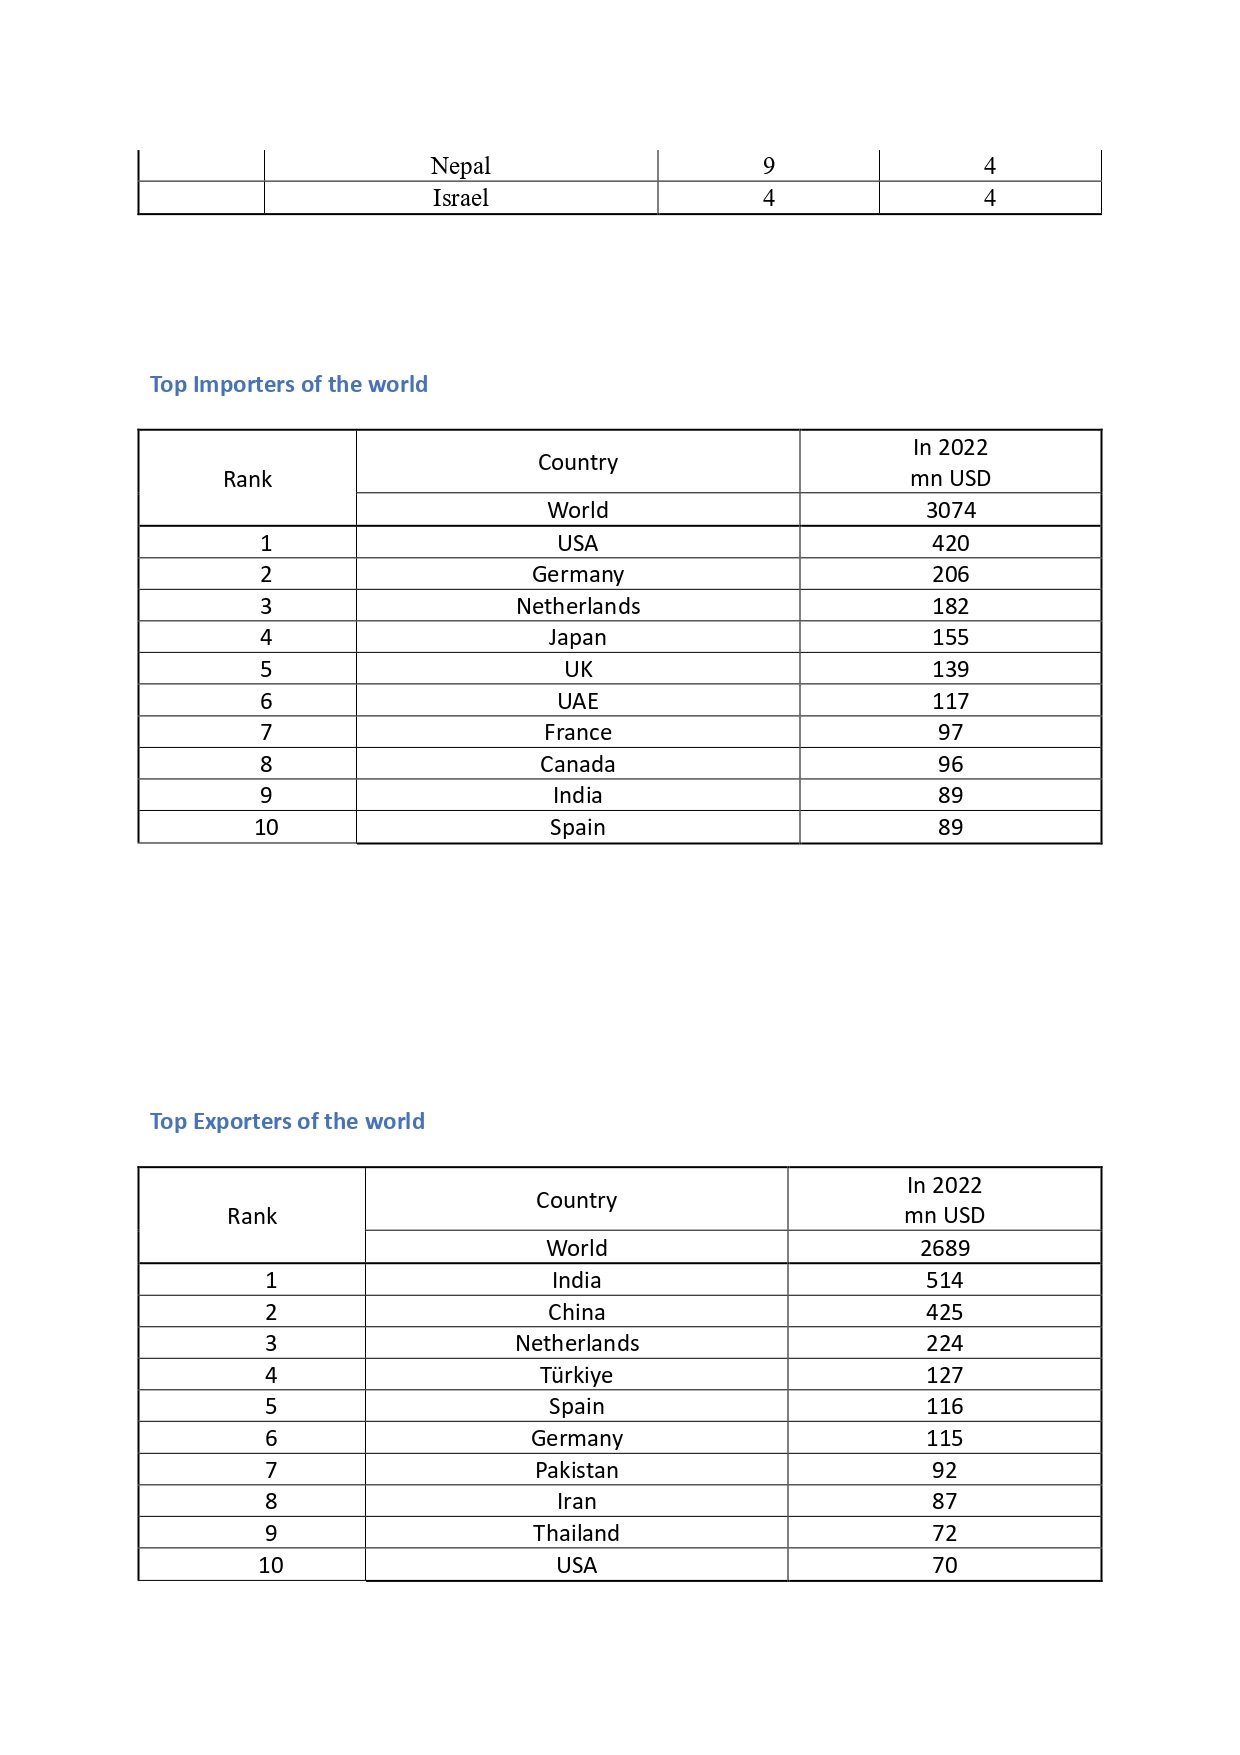 Nepal 9 4
Israel 4 4
Top Importers of the world
Rank Country In 2022
mn USD
World 3074
1 USA 420
2 Germany 206
3 Netherlands 182
4 Japan 155
5 UK 139
6 UAE 117
7 France 97
8 Canada 96
9 India 89
10 Spain 89
Top Exporters of the world
Rank Country In 2022
mn USD
World 2689
1 India 514
2 China 425
3 Netherlands 224
4 Türkiye 127
5 Spain 116
6 Germany 115
7 Pakistan 92
8 Iran 87
9 Thailand 72
10 USA 70